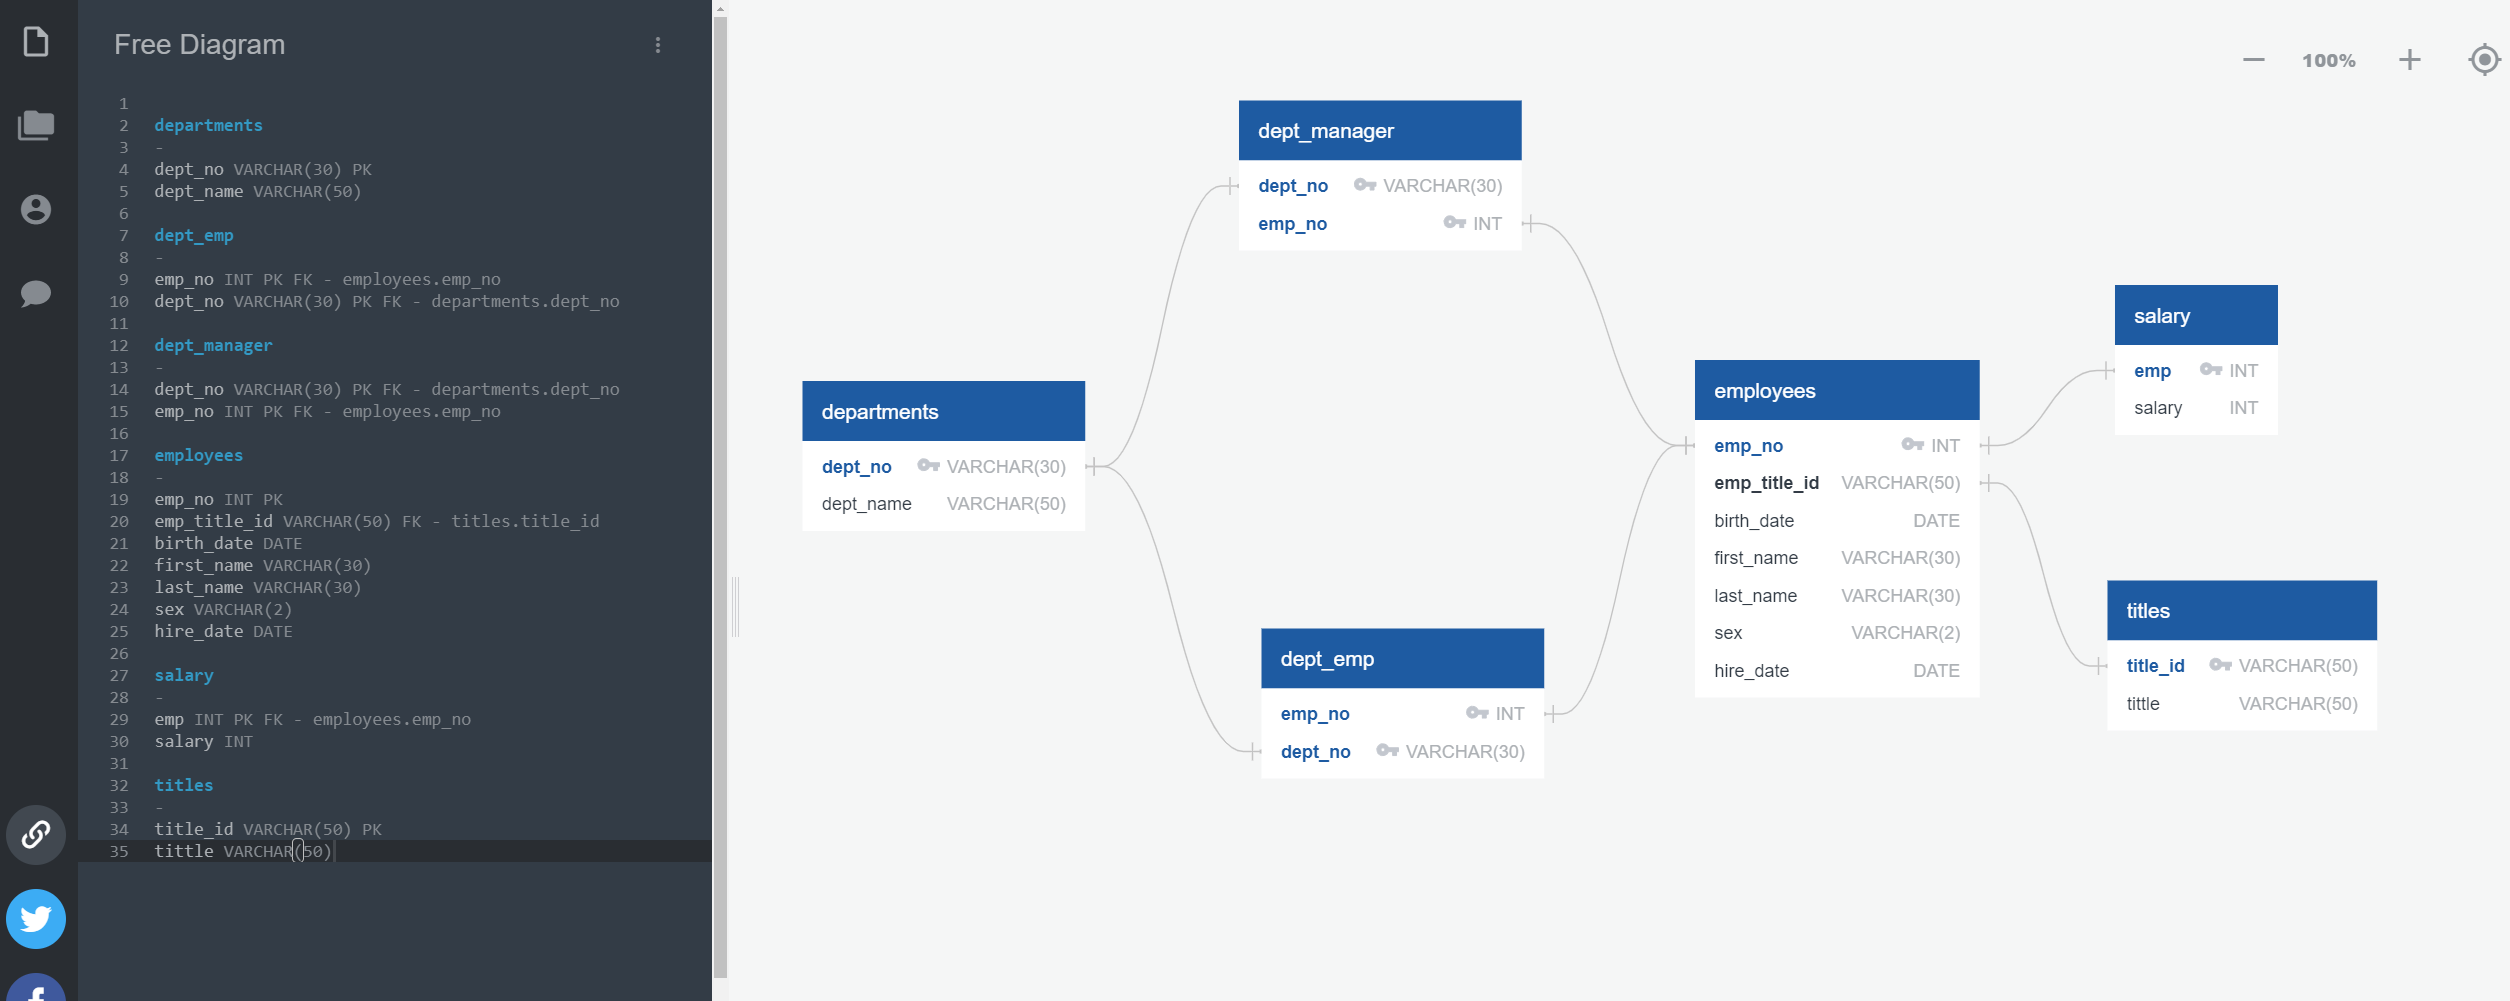 Free Diagram
1
2 departments
3 -
4 dept_no VARCHAR(30) PK
5 dept_name VARCHAR(50)
6
7 dept_emp
8 -
9 emp_no INT PK FK - employees.emp_no
10 dept_no VARCHAR(30) PK FK - departments.dept_no
11
12 dept_manager
13 -
14 dept_no VARCHAR(30) PK FK - departments.dept_no
15 emp_no INT PK FK - employees.emp_no
16
17 employees
18 -
19 emp_no INT PK
20 emp_title_id VARCHAR(50) FK - titles.title_id
21 birth_date DATE
22 first_name VARCHAR(30)
23 last_name VARCHAR(30)
24 sex VARCHAR(2)
25 hire_date DATE
26
27 salary
28 -
29 emp INT PK FK - employees.emp_no
30 salary INT
31
32 titles
33 -
34 title_id VARCHAR(50) PK
35 tittle VARCHAR(50)
100%
dept_manager
dept_no VARCHAR(30)
emp_no INT
departments
dept_no VARCHAR(30)
dept_name VARCHAR(50)
dept_emp
emp_no INT
dept_no VARCHAR(30)
employees
emp_no INT
emp_title_id VARCHAR(50)
birth_date DATE
first_name VARCHAR(30)
last_name VARCHAR(30)
sex VARCHAR(2)
hire_date DATE
salary
emp INT
salary INT
titles
title_id VARCHAR(50)
tittle VARCHAR(50)